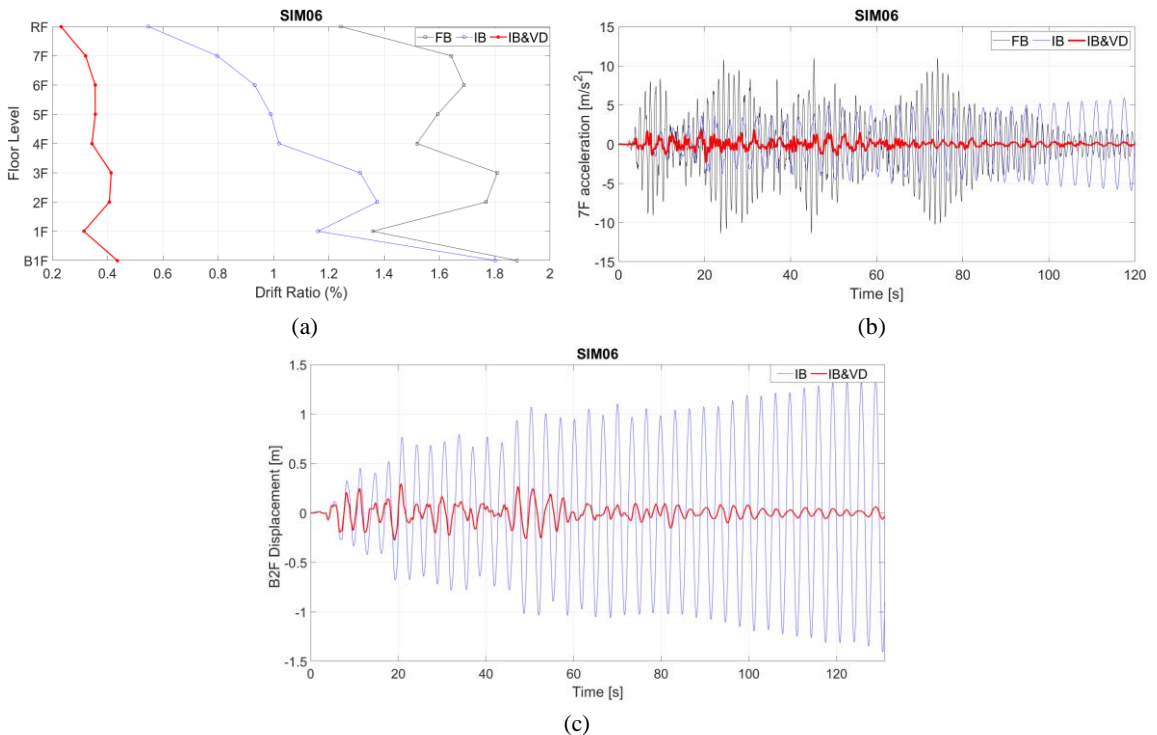 SIM06
FB IB IB&VD
RF
7F
6F
5F
4F
3F
2F
1F
B1F
Floor Level
0.2 0.4 0.6 0.8 1 1.2 1.4 1.6 1.8 2
Drift Ratio (%)
(a)
SIM06
FB IB IB&VD
15
10
5
0
-5
-10
-15
7F acceleration [m/s²]
0 20 40 60 80 100 120
Time [s]
(b)
SIM06
IB IB&VD
1.5
1
0.5
0
-0.5
-1
-1.5
B2F Displacement [m]
0 20 40 60 80 100 120
Time [s]
(c)